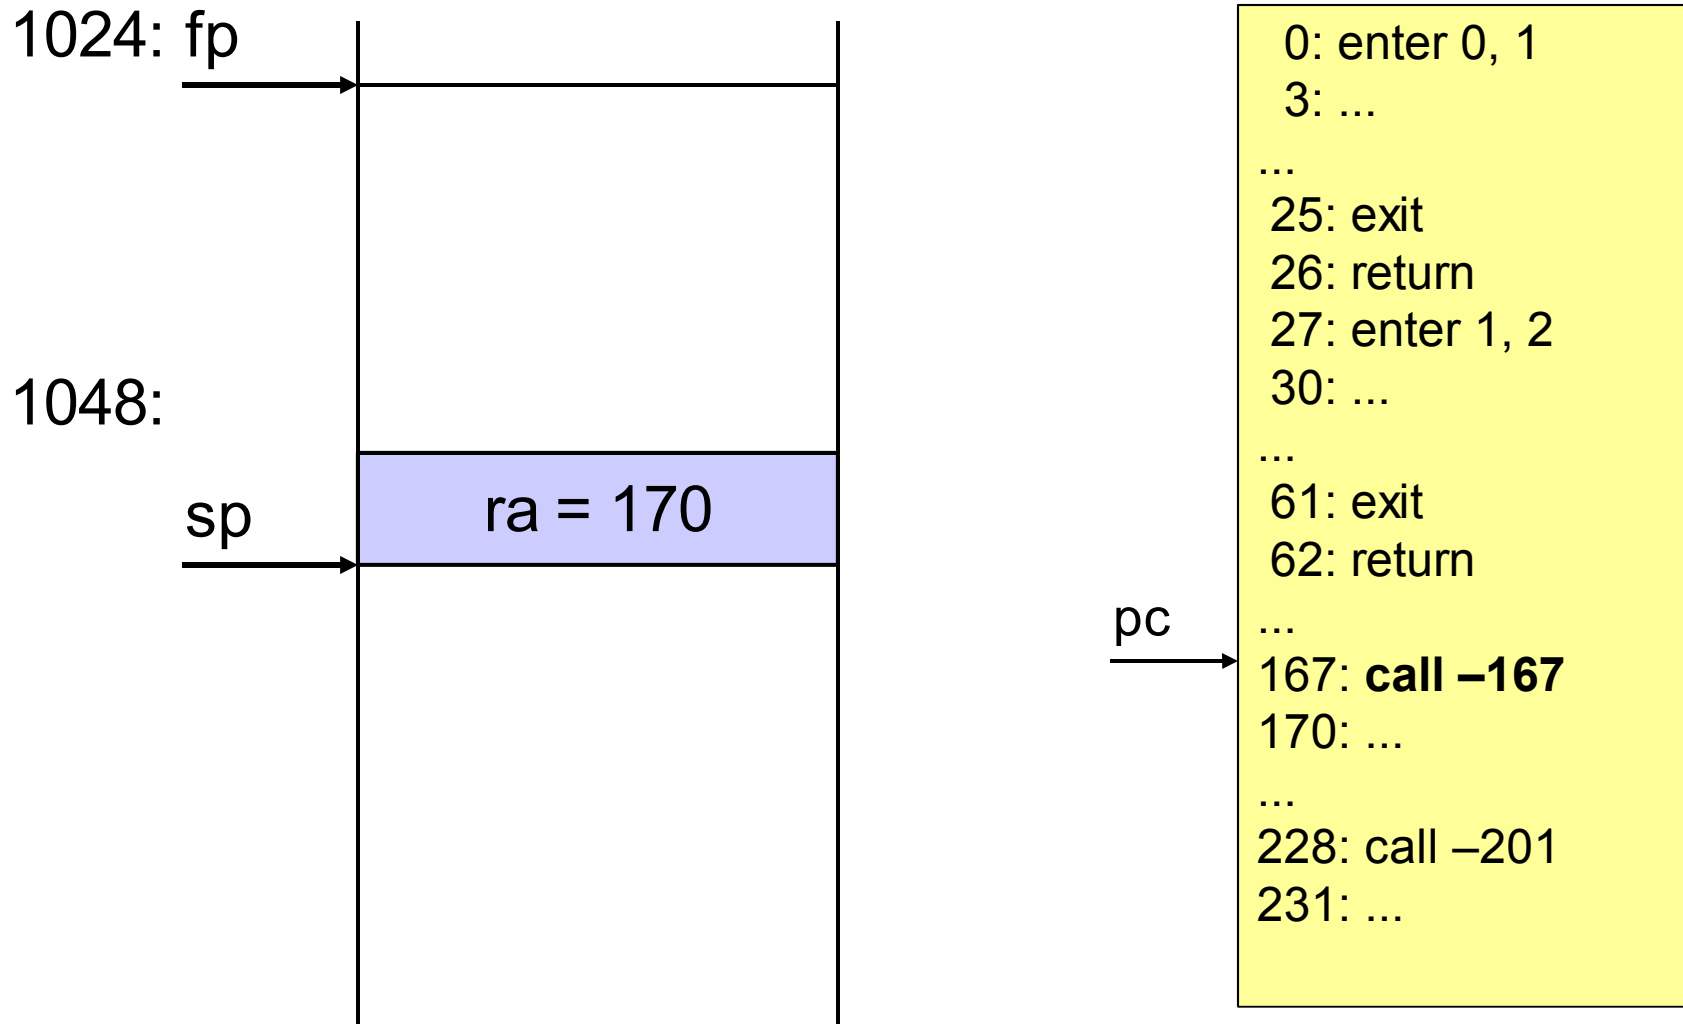 1024: fp
1048:
sp
ra = 170
pc
0: enter 0, 1
3: ...
...
25: exit
26: return
27: enter 1, 2
30: ...
...
61: exit
62: return
...
167: call –167
170: ...
...
228: call –201
231: ...